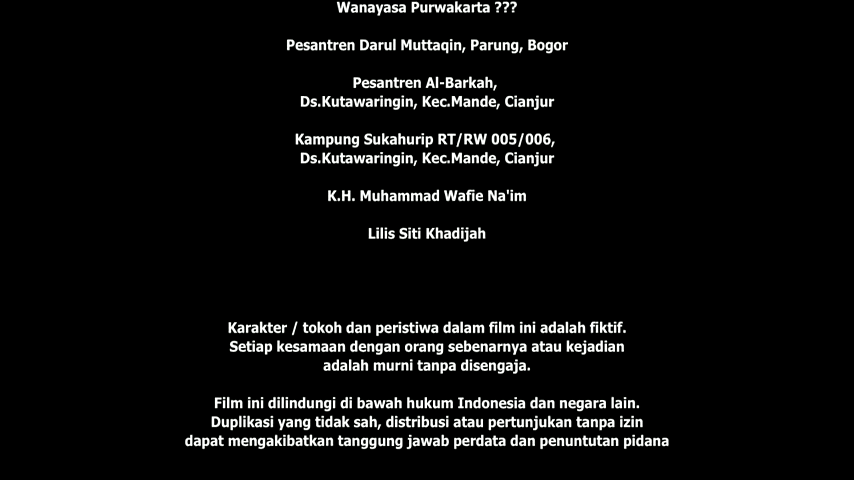 Wanayasa Purwakarta ???
Pesantren Darul Muttaqin, Parung, Bogor
Pesantren Al-Barkah,
Ds.Kutawaringin, Kec.Mande, Cianjur
Kampung Sukahurip RT/RW 005/006,
Ds.Kutawaringin, Kec.Mande, Cianjur
K.H. Muhammad Wafie Na'im
Lilis Siti Khadijah
Karakter / tokoh dan peristiwa dalam film ini adalah fiktif.
Setiap kesamaan dengan orang sebenarnya atau kejadian
adalah murni tanpa disengaja.
Film ini dilindungi di bawah hukum Indonesia dan negara lain.
Duplikasi yang tidak sah, distribusi atau pertunjukan tanpa izin
dapat mengakibatkan tanggung jawab perdata dan penuntutan pidana